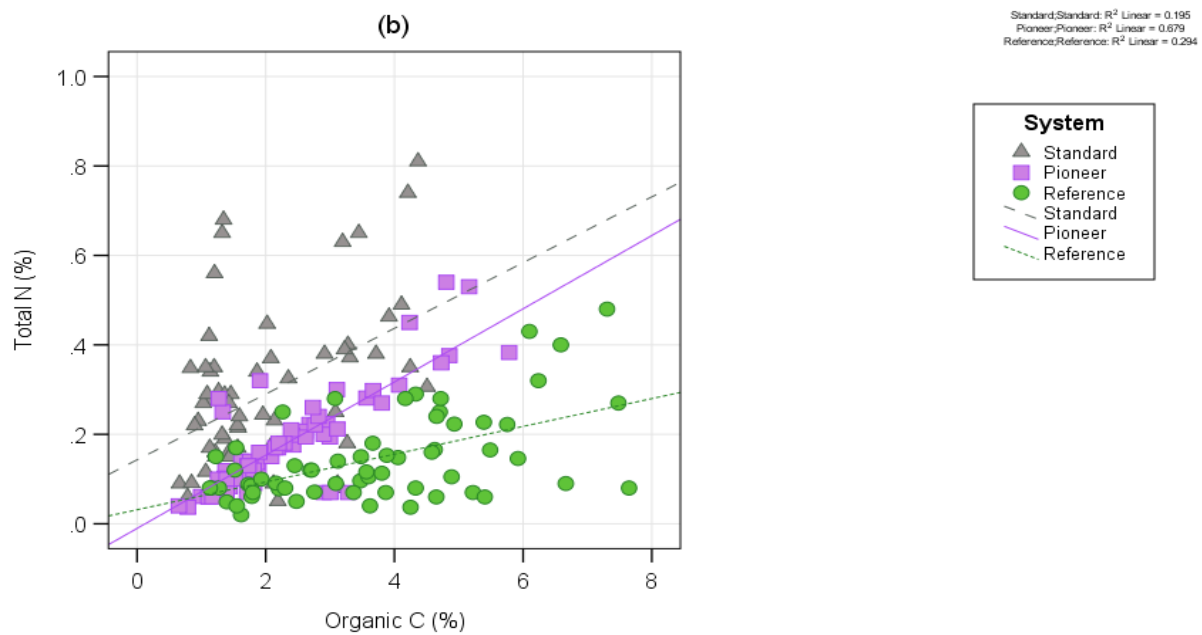 (b)
Standard;Standard: R² Linear = 0.195
Pioneer;Pioneer: R² Linear = 0.679
Reference;Reference: R² Linear = 0.294
System
Standard
Pioneer
Reference
Standard
Pioneer
Reference
Total N (%)
1.0
.8
.6
.4
.2
.0
0 2 4 6 8
Organic C (%)